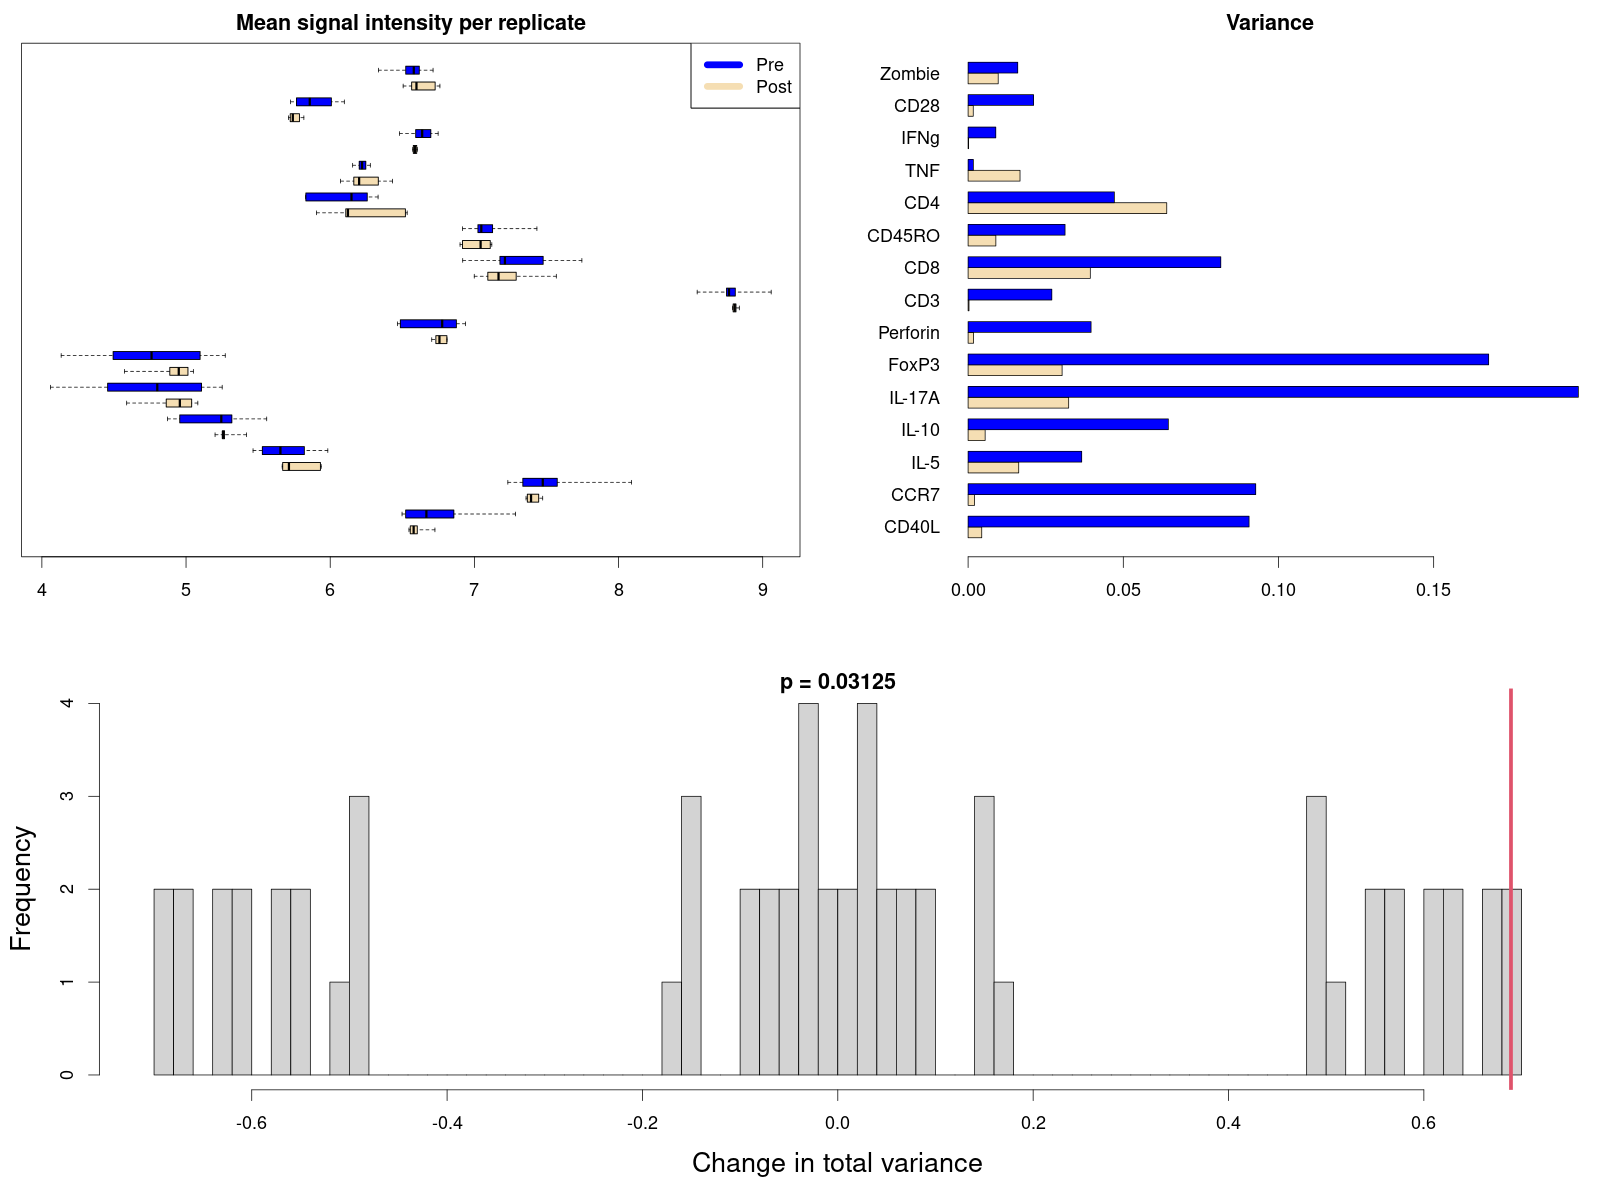 Mean signal intensity per replicate
Pre
Post
4 5 6 7 8 9
Variance
Zombie
CD28
IFNg
TNF
CD4
CD45RO
CD8
CD3
Perforin
FoxP3
IL-17A
IL-10
IL-5
CCR7
CD40L
0.00 0.05 0.10 0.15
p = 0.03125
Frequency
4
3
2
1
0
-0.6 -0.4 -0.2 0.0 0.2 0.4 0.6
Change in total variance